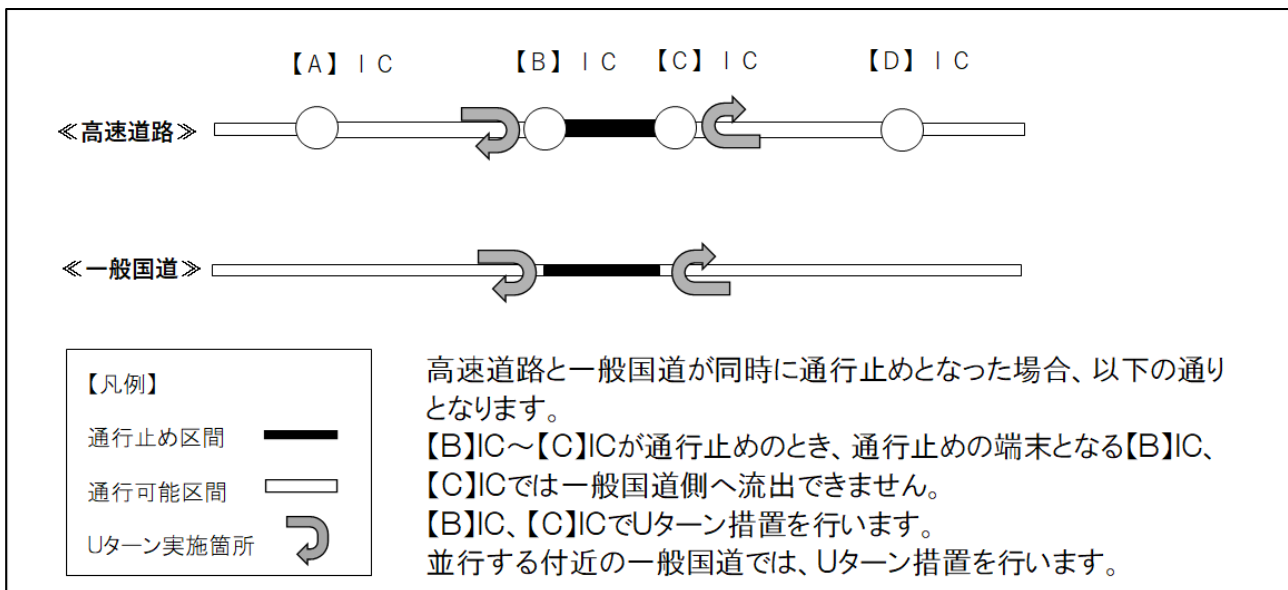 【A】ＩＣ 【B】ＩＣ 【C】ＩＣ 【D】ＩＣ
≪高速道路≫
≪一般国道≫
【凡例】
通行止め区間
通行可能区間
Uターン実施箇所
高速道路と一般国道が同時に通行止めとなった場合、以下の通り
となります。
【B】IC～【C】ICが通行止めのとき、通行止めの端末となる【B】IC、
【C】ICでは一般国道側へ流出できません。
【B】IC、【C】ICでUターン措置を行います。
並行する付近の一般国道では、Uターン措置を行います。